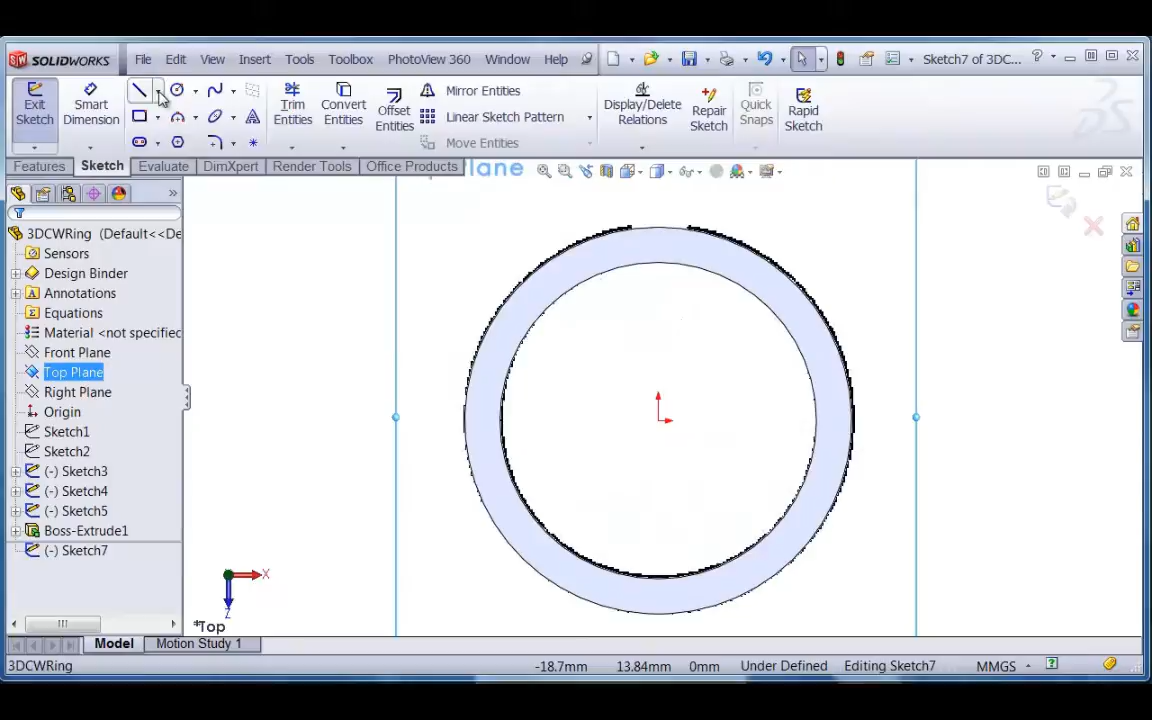 SOLIDWORKS File Edit View Insert Tools Toolbox PhotoView 360 Window Help Sketch7 of 3DC... ?
Exit Sketch
Smart Dimension
Trim Entities
Convert Entities
Offset Entities
Mirror Entities
Linear Sketch Pattern
Move Entities
Display/Delete Relations
Repair Sketch
Quick Snaps
Rapid Sketch
Features Sketch Evaluate DimXpert Render Tools Office Products
lane
3DCWRing (Default<<De
Sensors
Design Binder
Annotations
Equations
Material <not specified
Front Plane
Top Plane
Right Plane
Origin
Sketch1
Sketch2
(-) Sketch3
(-) Sketch4
(-) Sketch5
Boss-Extrude1
(-) Sketch7
X
Z
*Top
Model Motion Study 1
3DCWRing -18.7mm 13.84mm 0mm Under Defined Editing Sketch7 MMGS ?